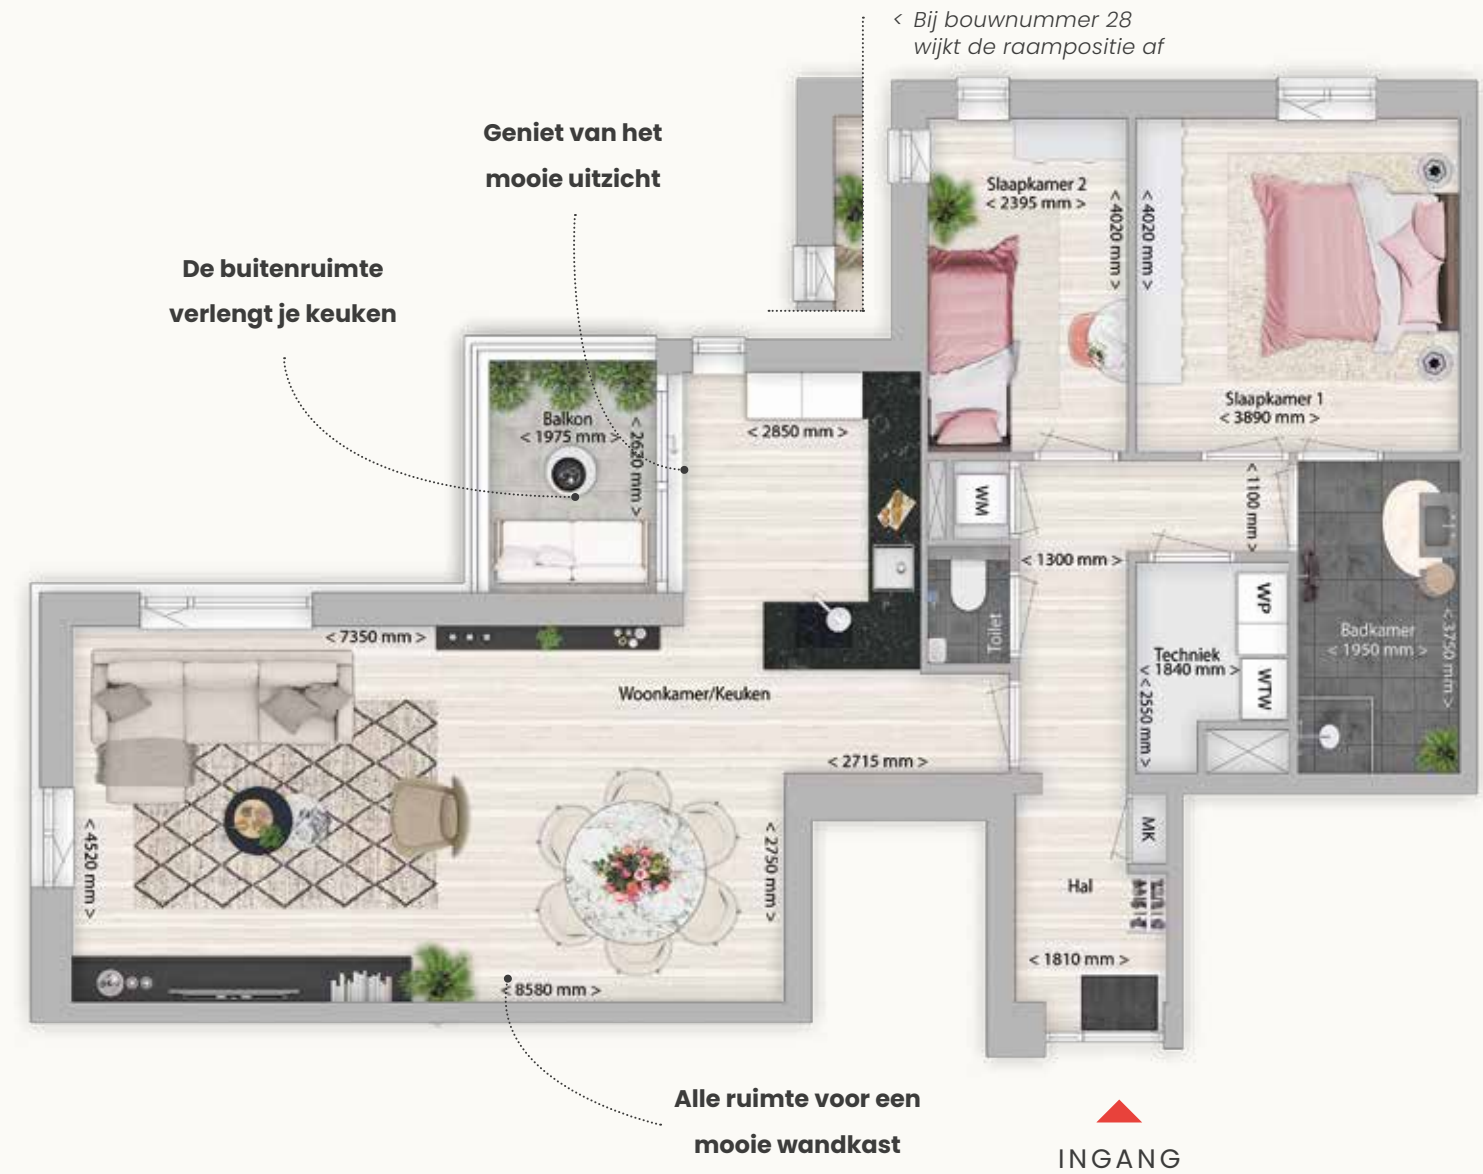 < Bij bouwnummer 28
wijkt de raampositie af
Geniet van het
mooie uitzicht
De buitenruimte
verlengt je keuken
Slaapkamer 2
< 2395 mm >
< 4020 mm >
< 4020 mm >
Slaapkamer 1
< 3890 mm >
Balkon
< 1975 mm >
< 2620 mm >
< 2850 mm >
WM
< 1100 mm >
< 1300 mm >
Toilet
WP
WTW
Techniek
< 1840 mm >
< 2550 mm >
Badkamer
< 1950 mm >
< 3750 mm >
< 7350 mm >
Woonkamer/Keuken
< 2715 mm >
< 4520 mm >
< 2750 mm >
MK
Hal
< 1810 mm >
< 8580 mm >
Alle ruimte voor een
mooie wandkast
INGANG